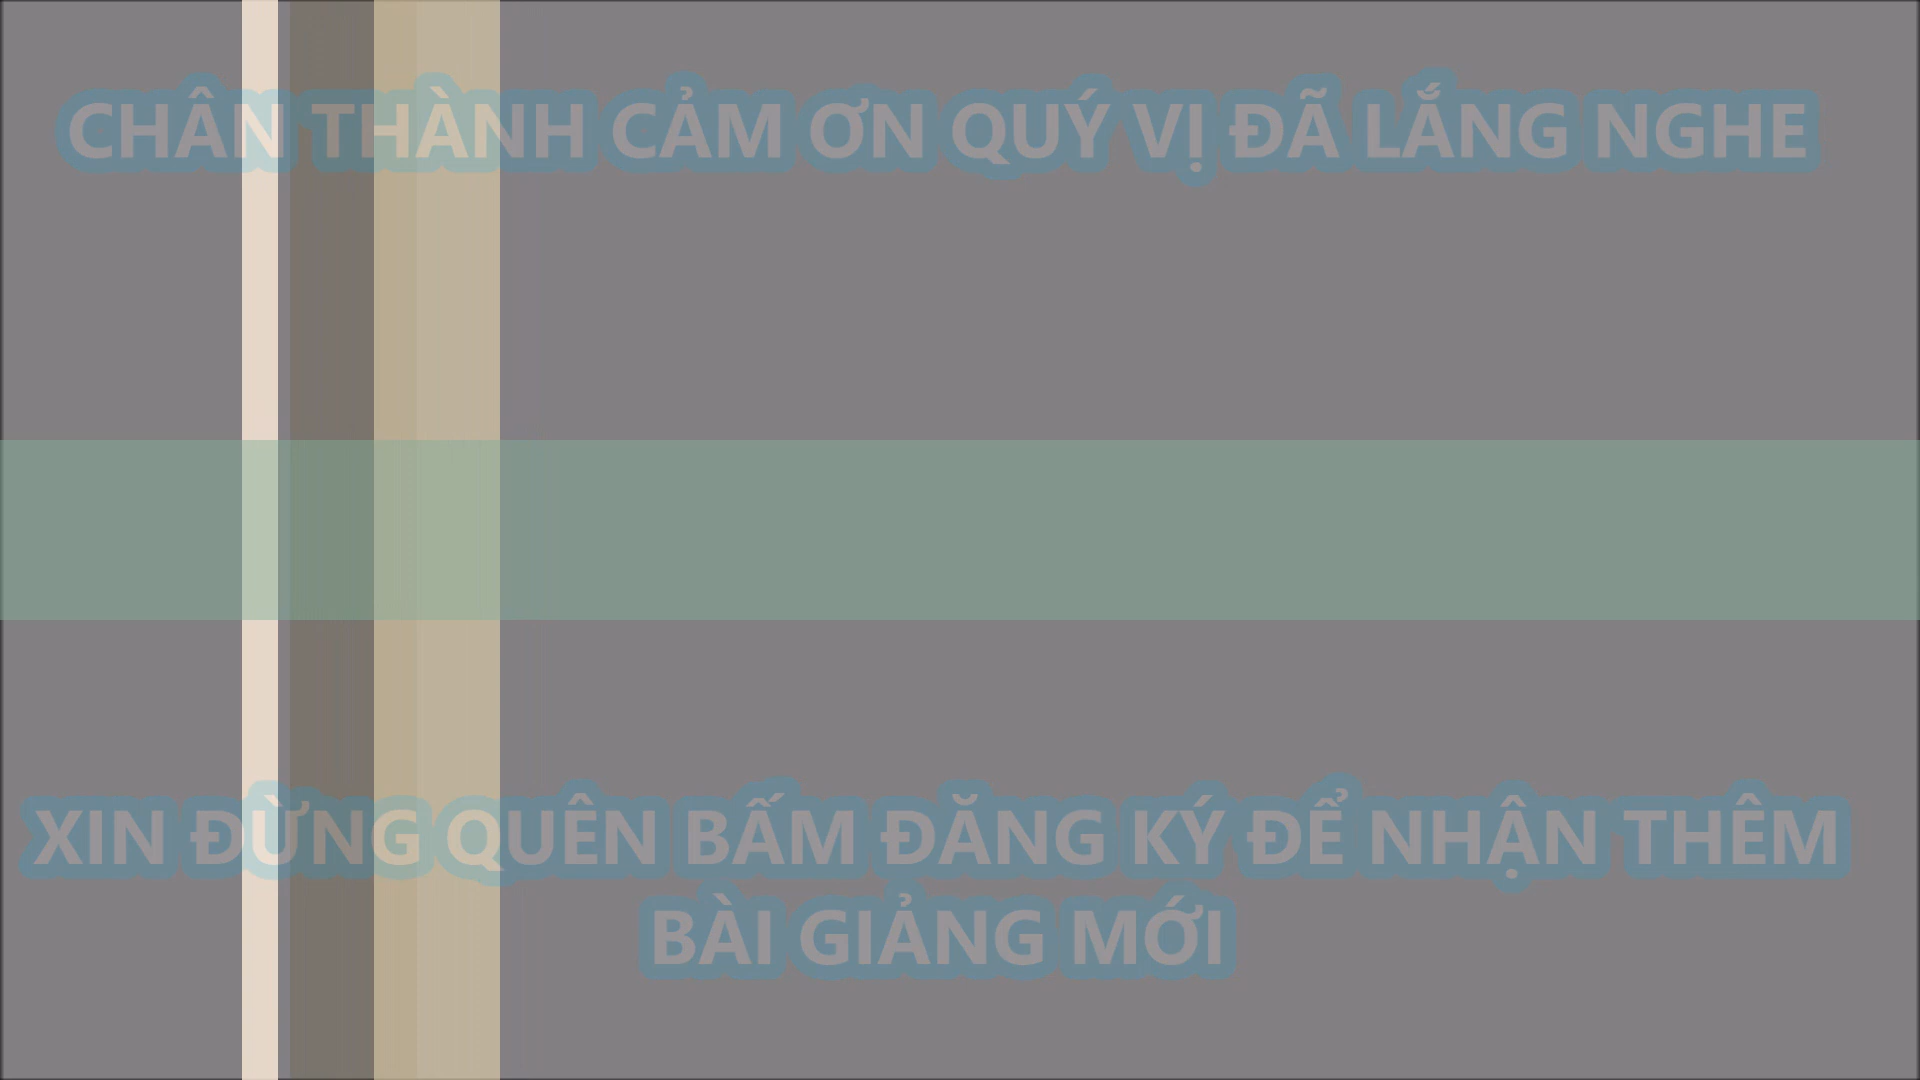 CHÂN THÀNH CẢM ƠN QUÝ VỊ ĐÃ LẮNG NGHE
XIN ĐỪNG QUÊN BẤM ĐĂNG KÝ ĐỂ NHẬN THÊM
BÀI GIẢNG MỚI